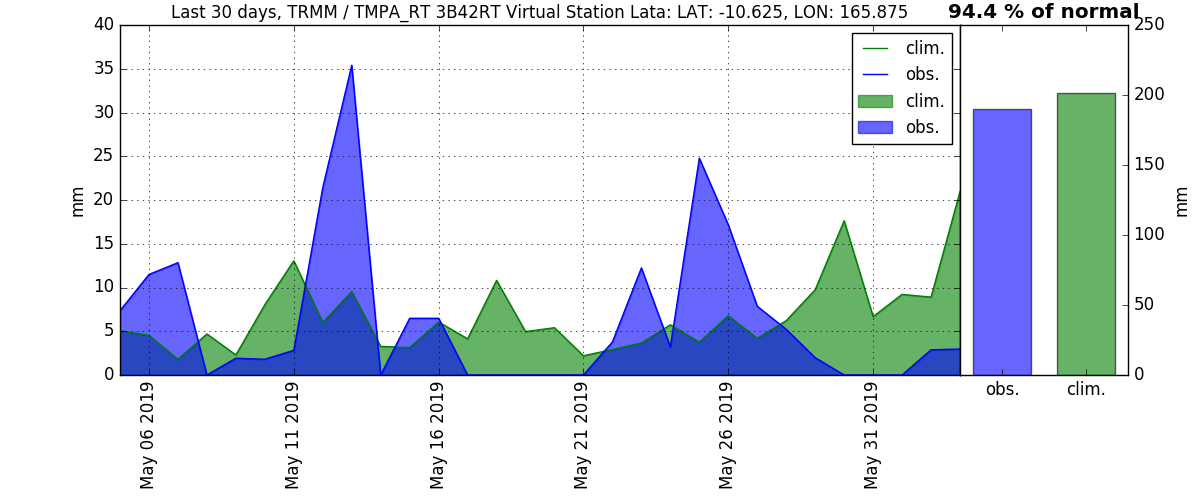 Last 30 days, TRMM / TMPA_RT 3B42RT Virtual Station Lata: LAT: -10.625, LON: 165.875
94.4 % of normal
40
35
30
25
20
15
10
5
0
mm
clim.
obs.
clim.
obs.
May 06 2019
May 11 2019
May 16 2019
May 21 2019
May 26 2019
May 31 2019
250
200
150
100
50
0
mm
obs.
clim.